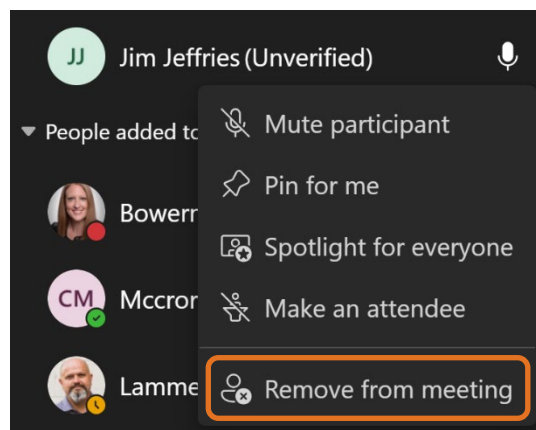 JJ Jim Jeffries (Unverified)
Mute participant
People added to
Pin for me
Bowerr
Spotlight for everyone
CM Mccror
Make an attendee
Lamme
Remove from meeting